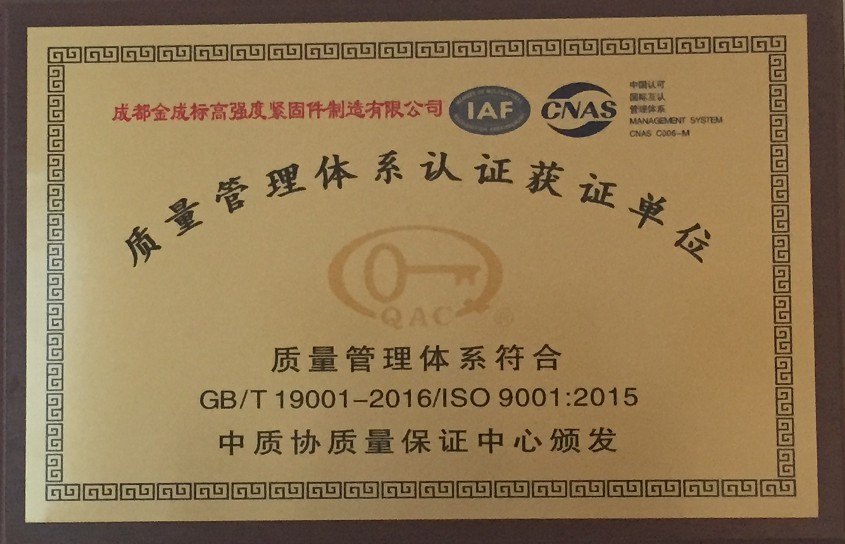 成都金成标高强度紧固件制造有限公司
IAF
CNAS
中国认可
国际互认
管理体系
MANAGEMENT SYSTEM
CNAS C006-M
质量管理体系认证获证单位
QAC
质量管理体系符合
GB/T 19001-2016/ISO 9001:2015
中质协质量保证中心颁发